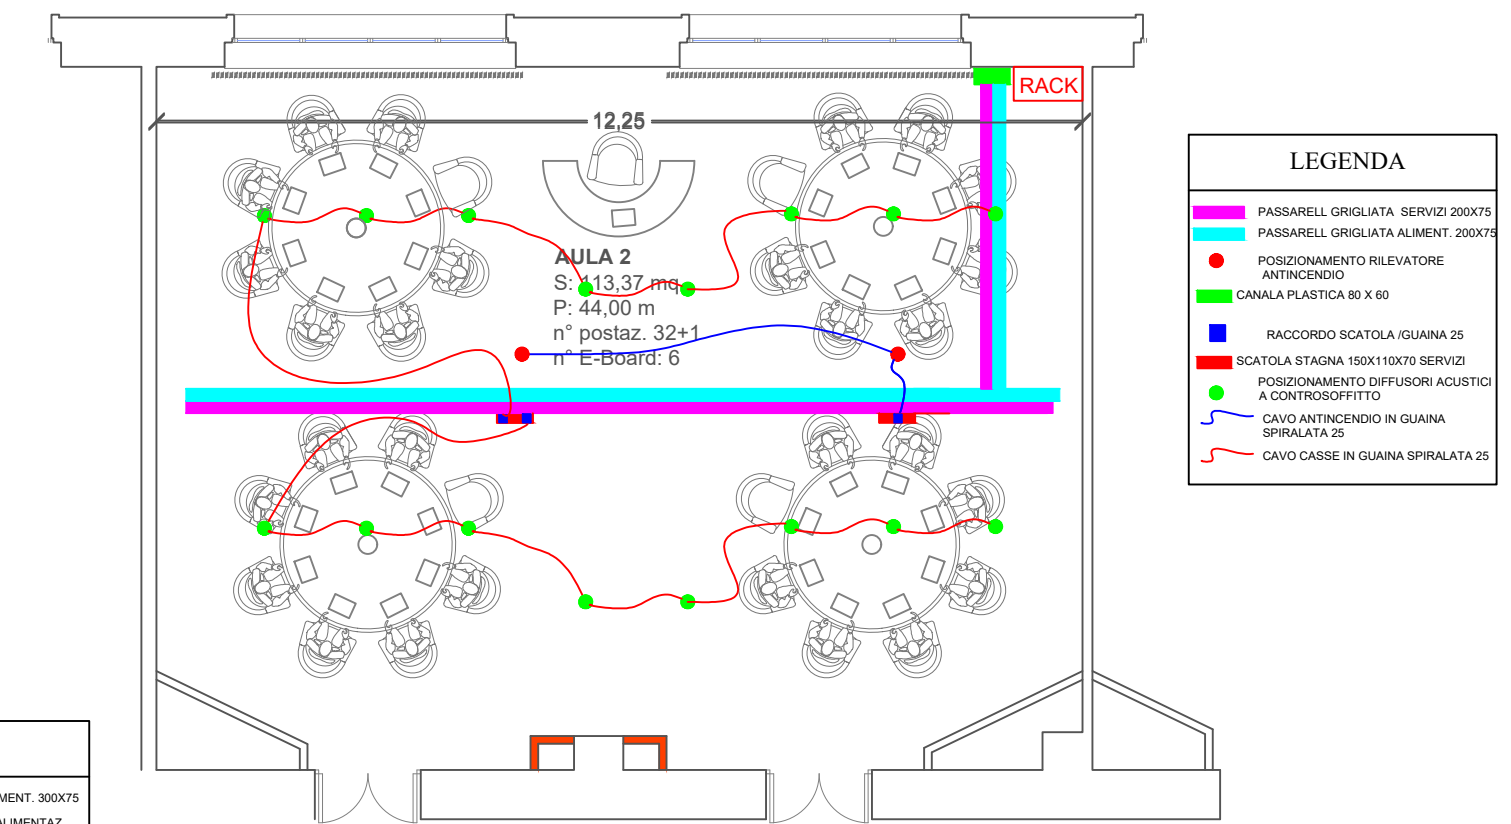 RACK
12,25
AULA 2
S: 113,37 mq
P: 44,00 m
n° postaz. 32+1
n° E-Board: 6
LEGENDA
PASSARELL GRIGLIATA SERVIZI 200X75
PASSARELL GRIGLIATA ALIMENT. 200X75
POSIZIONAMENTO RILEVATORE
ANTINCENDIO
CANALA PLASTICA 80 X 60
RACCORDO SCATOLA /GUAINA 25
SCATOLA STAGNA 150X110X70 SERVIZI
POSIZIONAMENTO DIFFUSORI ACUSTICI
A CONTROSOFFITTO
CAVO ANTINCENDIO IN GUAINA
SPIRALATA 25
CAVO CASSE IN GUAINA SPIRALATA 25
MENT. 300X75